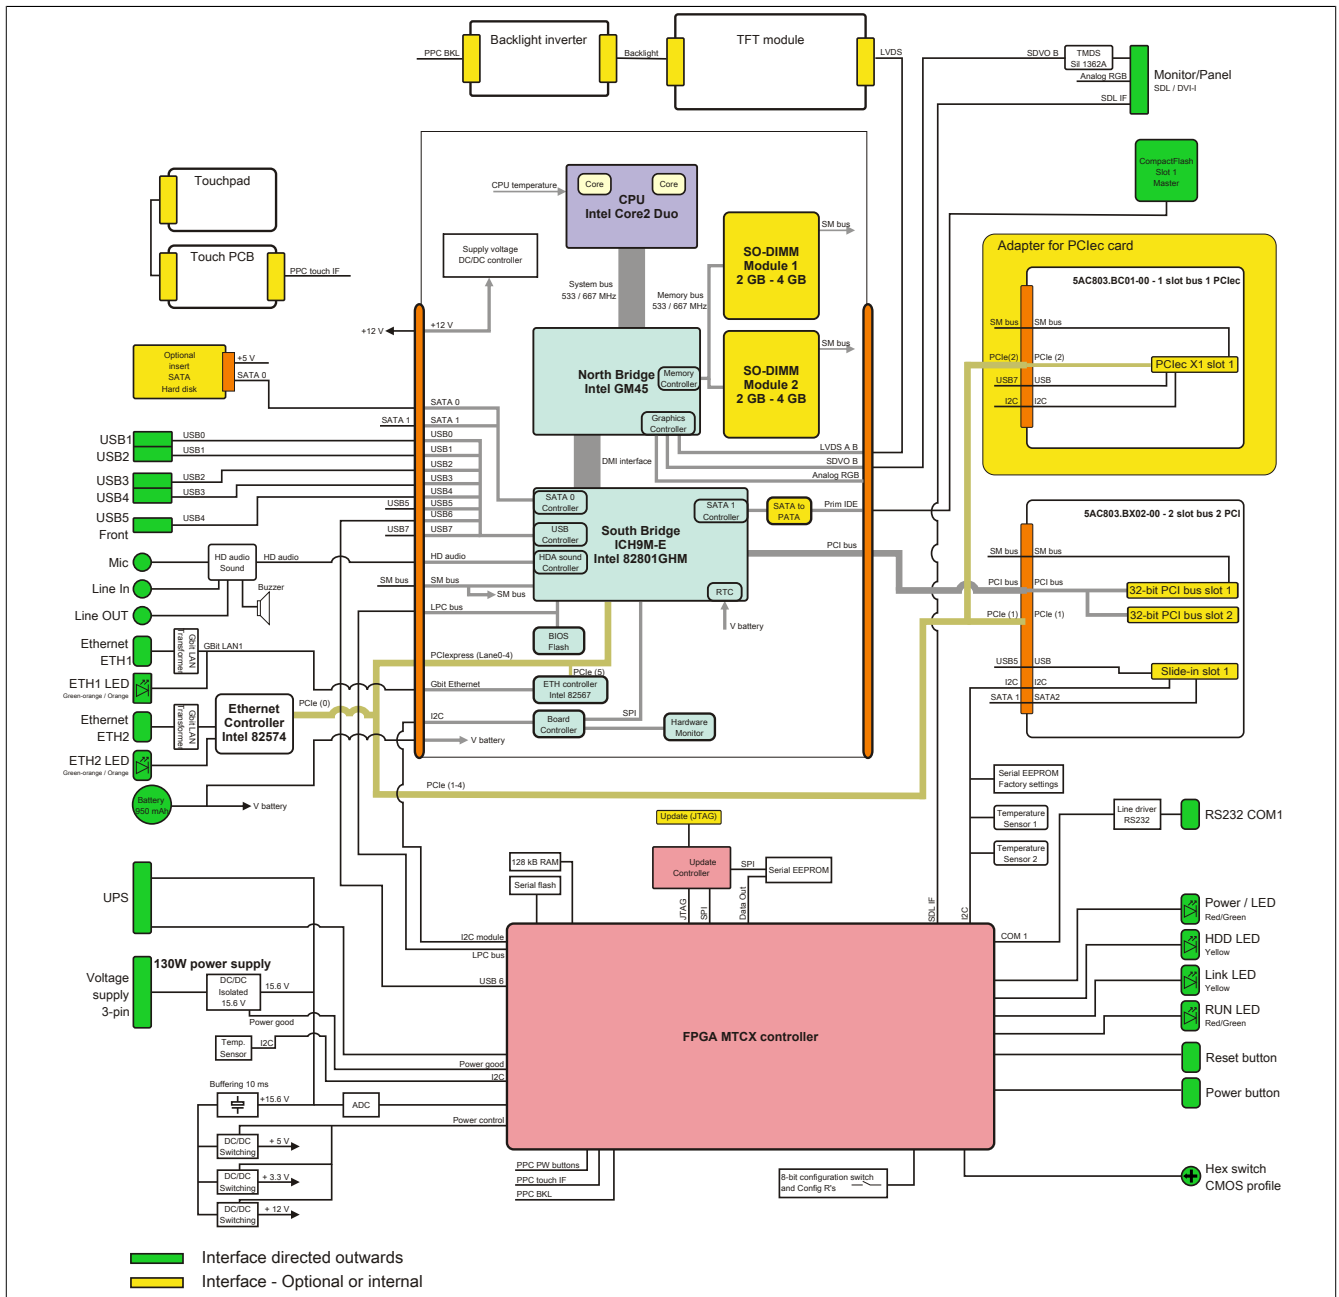 Backlight inverter
TFT module
PPC BKL
Backlight
LVDS
SDVO B
TMDS
Sil 1362A
Analog RGB
SDL IF
Monitor/Panel
SDL / DVI-I
CompactFlash
Slot 1
Master
Touchpad
Touch PCB
PPC touch IF
CPU temperature
Core
Core
CPU
Intel Core2 Duo
Supply voltage
DC/DC controller
System bus
533 / 667 MHz
Memory bus
533 / 667 MHz
SO-DIMM
Module 1
2 GB - 4 GB
SM bus
SO-DIMM
Module 2
2 GB - 4 GB
SM bus
+12 V
+12 V
North Bridge
Intel GM45
Memory
Controller
Graphics
Controller
DMI interface
LVDS A B
SDVO B
Analog RGB
Adapter for PCIec card
5AC803.BC01-00 - 1 slot bus 1 PCIec
SM bus
SM bus
PCIe(2)
PCIe (2)
PCIec X1 slot 1
USB7
USB
I2C
I2C
Optional
insert
SATA
Hard disk
+5 V
SATA 0
SATA 0
SATA 1
SATA 1
USB1
USB0
USB0
USB2
USB1
USB1
USB3
USB2
USB2
USB4
USB3
USB3
USB5
Front
USB4
USB4
USB5
USB5
USB6
USB7
USB7
SATA 0
Controller
USB
Controller
HDA sound
Controller
South Bridge
ICH9M-E
Intel 82801GHM
SATA 1
Controller
RTC
SATA to
PATA
Prim IDE
PCI bus
V battery
5AC803.BX02-00 - 2 slot bus 2 PCI
SM bus
SM bus
PCI bus
PCI bus
32-bit PCI bus slot 1
32-bit PCI bus slot 2
PCIe (1)
PCIe (1)
USB5
USB
Slide-in slot 1
I2C
I2C
SATA 1
SATA2
Mic
Line In
Line OUT
HD audio
Sound
HD audio
HD audio
Buzzer
SM bus
SM bus
SM bus
LPC bus
BIOS
Flash
PCIexpress (Lane0-4)
PCIe (5)
Gbit Ethernet
ETH controller
Intel 82567
I2C
Board
Controller
SPI
Hardware
Monitor
V battery
Ethernet
ETH1
Gbit LAN
Transformer
GBit LAN1
ETH1 LED
Green-orange / Orange
Ethernet
ETH2
Gbit LAN
Transformer
Ethernet
Controller
Intel 82574
PCIe (0)
ETH2 LED
Green-orange / Orange
Battery
950 mAh
V battery
PCIe (1-4)
Serial EEPROM
Factory settings
Temperature
Sensor 1
Temperature
Sensor 2
Line driver
RS232
RS232 COM1
Update (JTAG)
Update
Controller
SPI
Serial EEPROM
128 kB RAM
Serial flash
JTAG
SPI
Data Out
SDL IF
I2C
UPS
I2C module
LPC bus
COM 1
USB 6
FPGA MTCX controller
Voltage
supply
3-pin
130W power supply
DC/DC
Isolated
15.6 V
15.6 V
Power good
Temp.
Sensor
I2C
Power good
I2C
Buffering 10 ms
+15.6 V
ADC
Power control
DC/DC
Switching
+ 5 V
DC/DC
Switching
+ 3.3 V
DC/DC
Switching
+ 12 V
PPC PW buttons
PPC touch IF
PPC BKL
8-bit configuration switch
and Config R's
Power / LED
Red/Green
HDD LED
Yellow
Link LED
Yellow
RUN LED
Red/Green
Reset button
Power button
Hex switch
CMOS profile
Interface directed outwards
Interface - Optional or internal